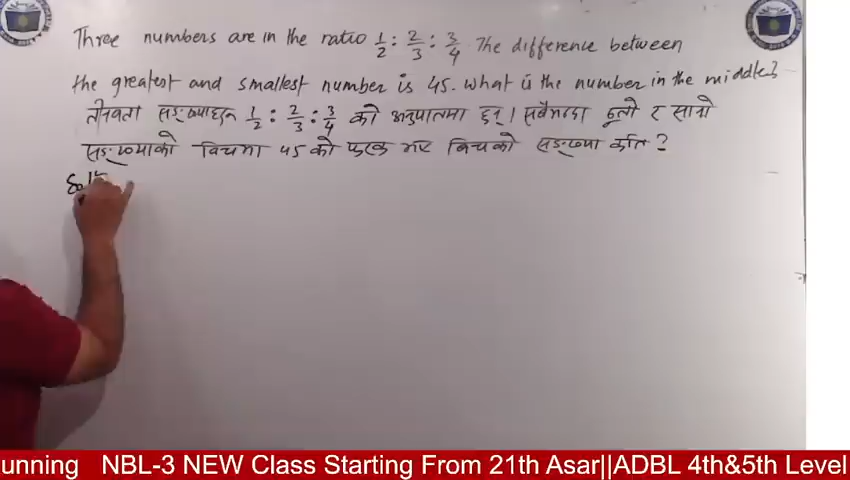 Three numbers are in the ratio 1/2 : 2/3 : 3/4. The difference between
the greatest and smallest number is 45. What is the number in the middle?
तीनवटा सङ्ख्याहरू 1/2 : 2/3 : 3/4 को अनुपातमा छन्। सबैभन्दा ठूलो र सानो
सङ्ख्याको बिचमा 45 को फरक भए बिचको सङ्ख्या कति ?
unning NBL-3 NEW Class Starting From 21th Asar||ADBL 4th&5th Level